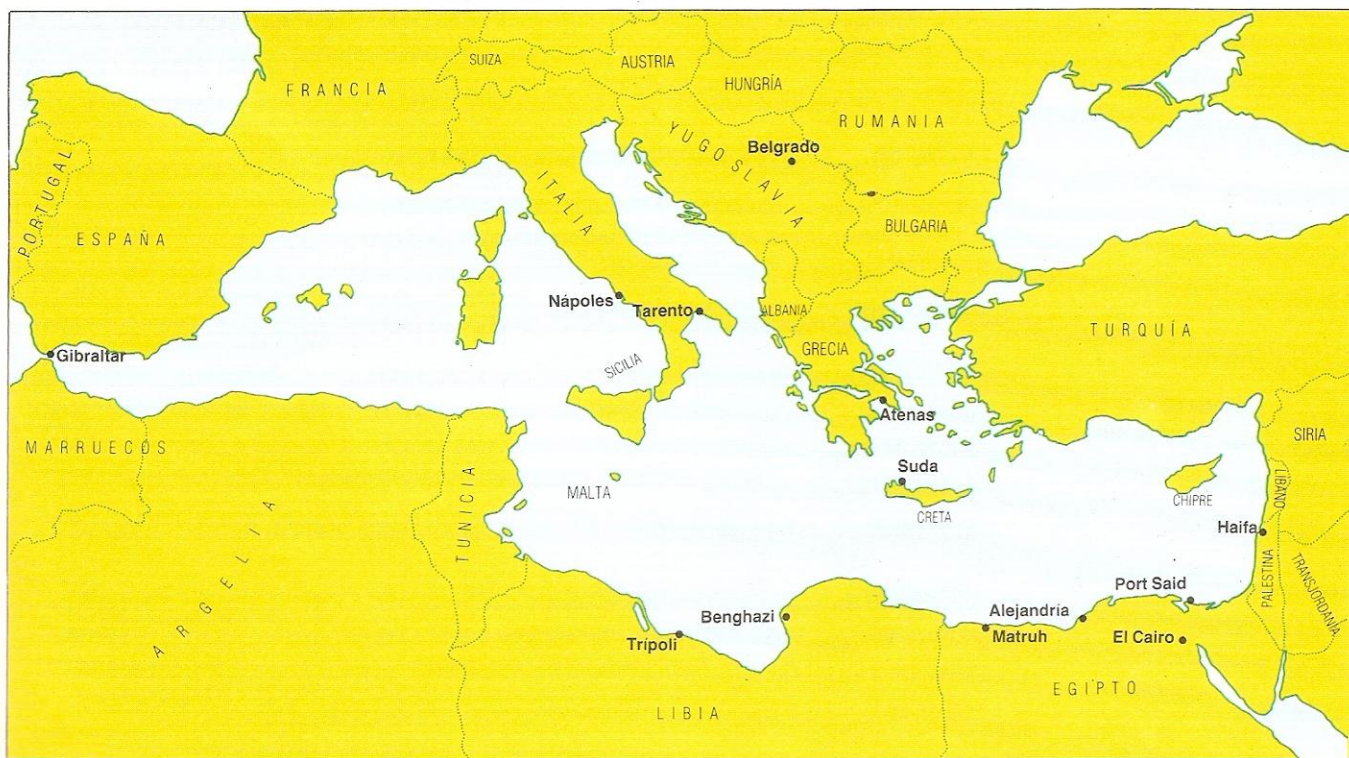 SUIZA
AUSTRIA
HUNGRÍA
FRANCIA
RUMANIA
YUGOSLAVIA
Belgrado
PORTUGAL
ESPAÑA
ITALIA
BULGARIA
Nápoles
Tarento
ALBANIA
TURQUÍA
Gibraltar
GRECIA
SICILIA
Atenas
MARRUECOS
SIRIA
Suda
MALTA
TUNICIA
CRETA
CHIPRE
LIBANO
ARGELIA
Haifa
PALESTINA
TRANSJORDANÍA
Port Said
Benghazi
Alejandría
Trípoli
Matruh
El Cairo
EGIPTO
LIBIA